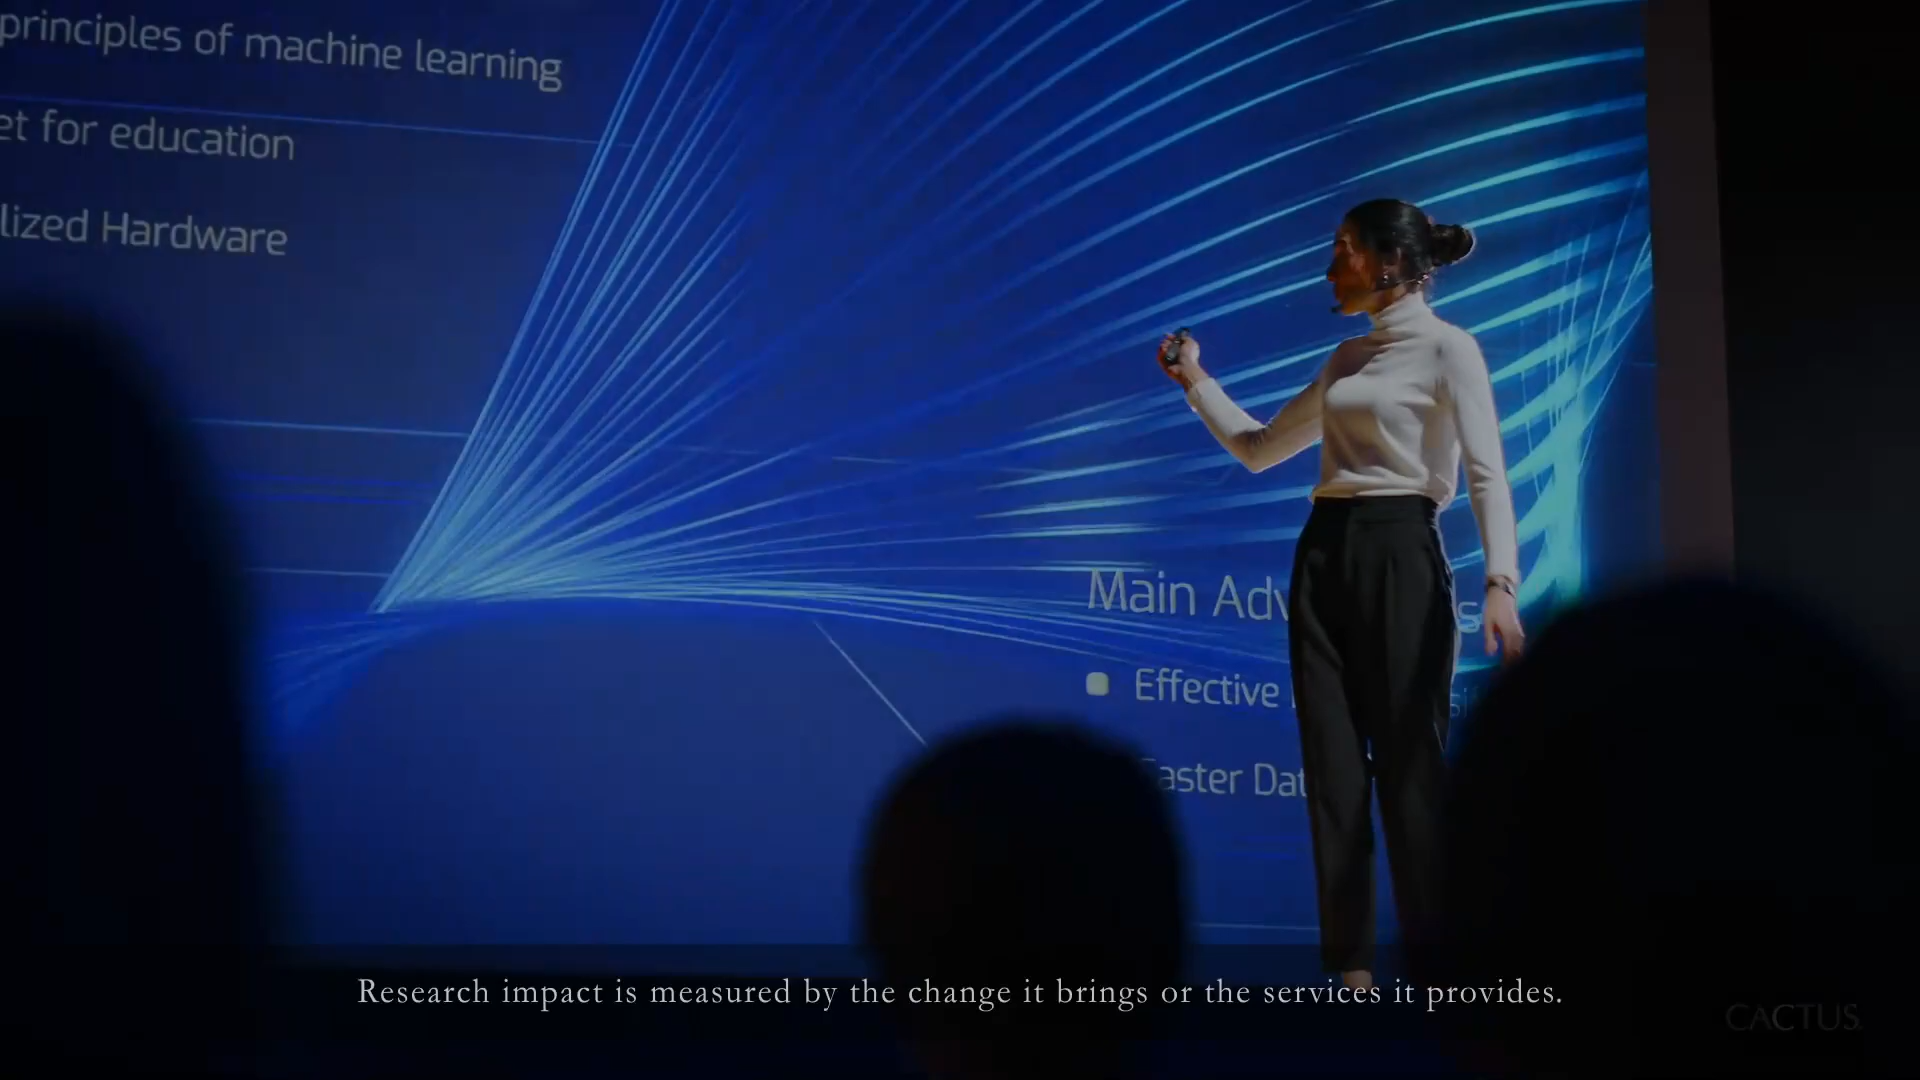 principles of machine learning
et for education
lized Hardware
Main Adv s
Effective
aster Dat
Research impact is measured by the change it brings or the services it provides.
CACTUS